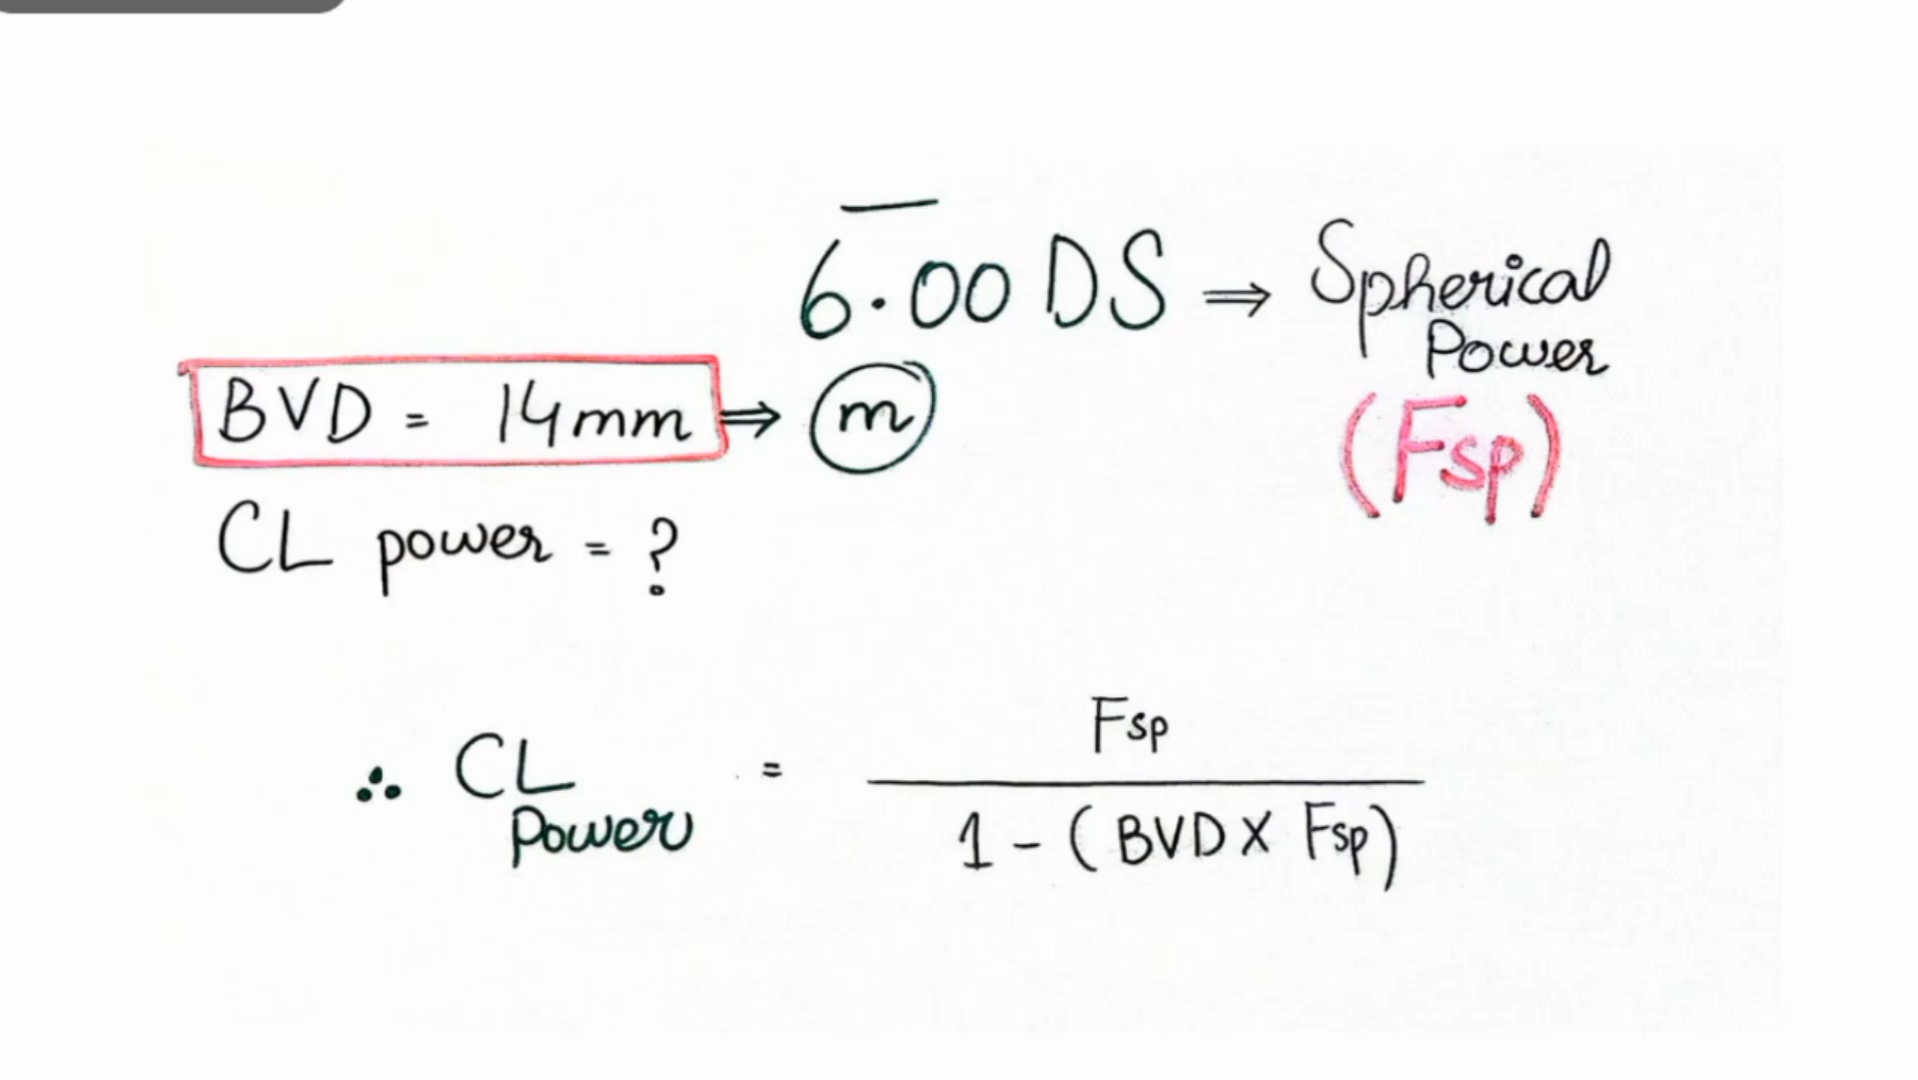 —
6.00 DS ⇒ Spherical
Power
(Fsp)
BVD = 14mm ⇒ m
CL power = ?
∴ CL Power = Fsp
1 - (BVD X Fsp)